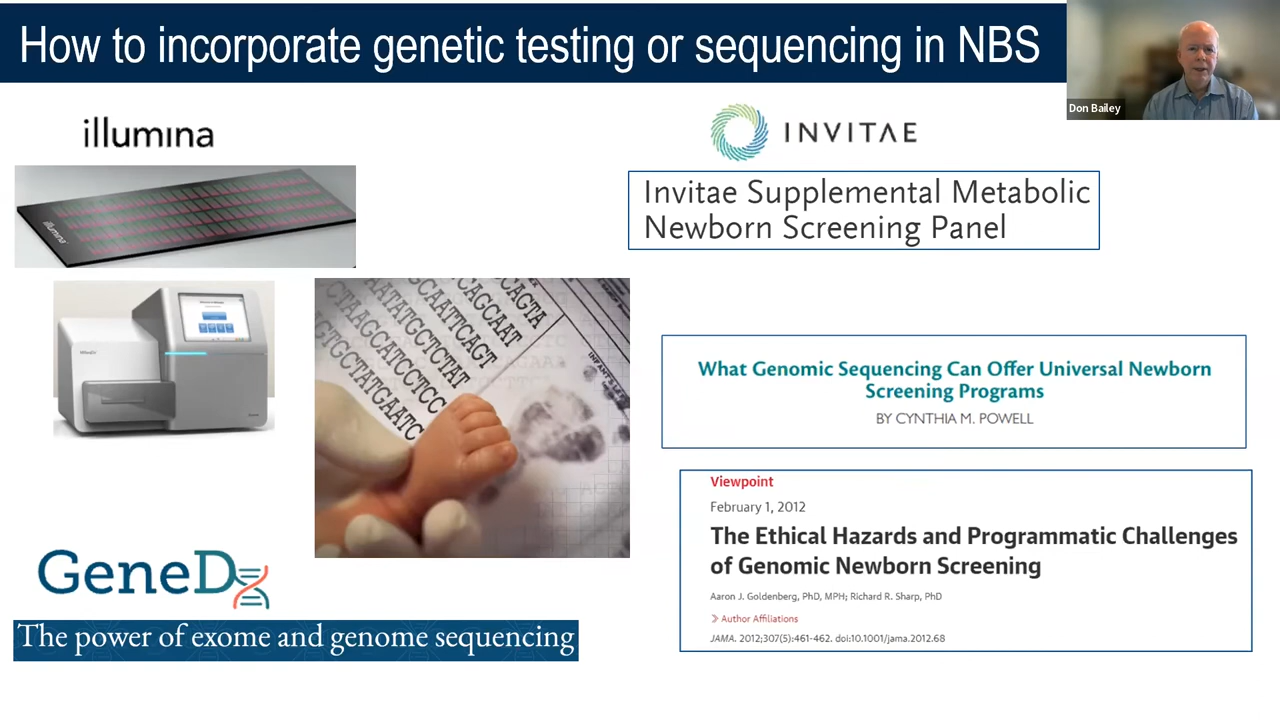 How to incorporate genetic testing or sequencing in NBS
Don Bailey
illumina
INVITAE
Invitae Supplemental Metabolic
Newborn Screening Panel
illumina
What Genomic Sequencing Can Offer Universal Newborn
Screening Programs
BY CYNTHIA M. POWELL
Viewpoint
February 1, 2012
The Ethical Hazards and Programmatic Challenges
of Genomic Newborn Screening
Aaron J. Goldenberg, PhD, MPH; Richard R. Sharp, PhD
Author Affiliations
JAMA. 2012;307(5):461-462. doi:10.1001/jama.2012.68
GeneDx
The power of exome and genome sequencing